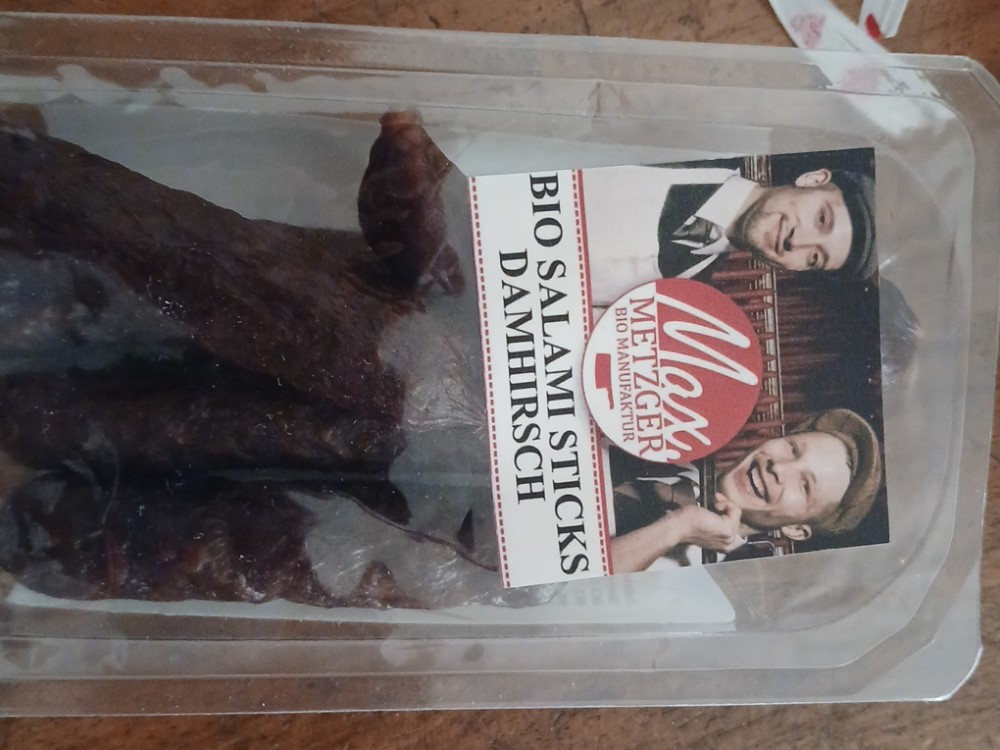 Max
METZGER
BIO MANUFAKTUR
BIO SALAMI STICKS
DAMHIRSCH